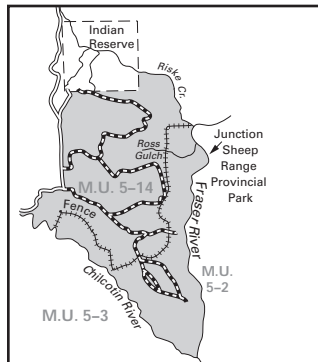 Indian
Reserve
Riske Cr.
Ross
Gulch
Junction
Sheep
Range
Provincial
Park
M.U. 5–14
Fraser River
Fence
Chilcotin River
M.U.
5–2
M.U. 5–3